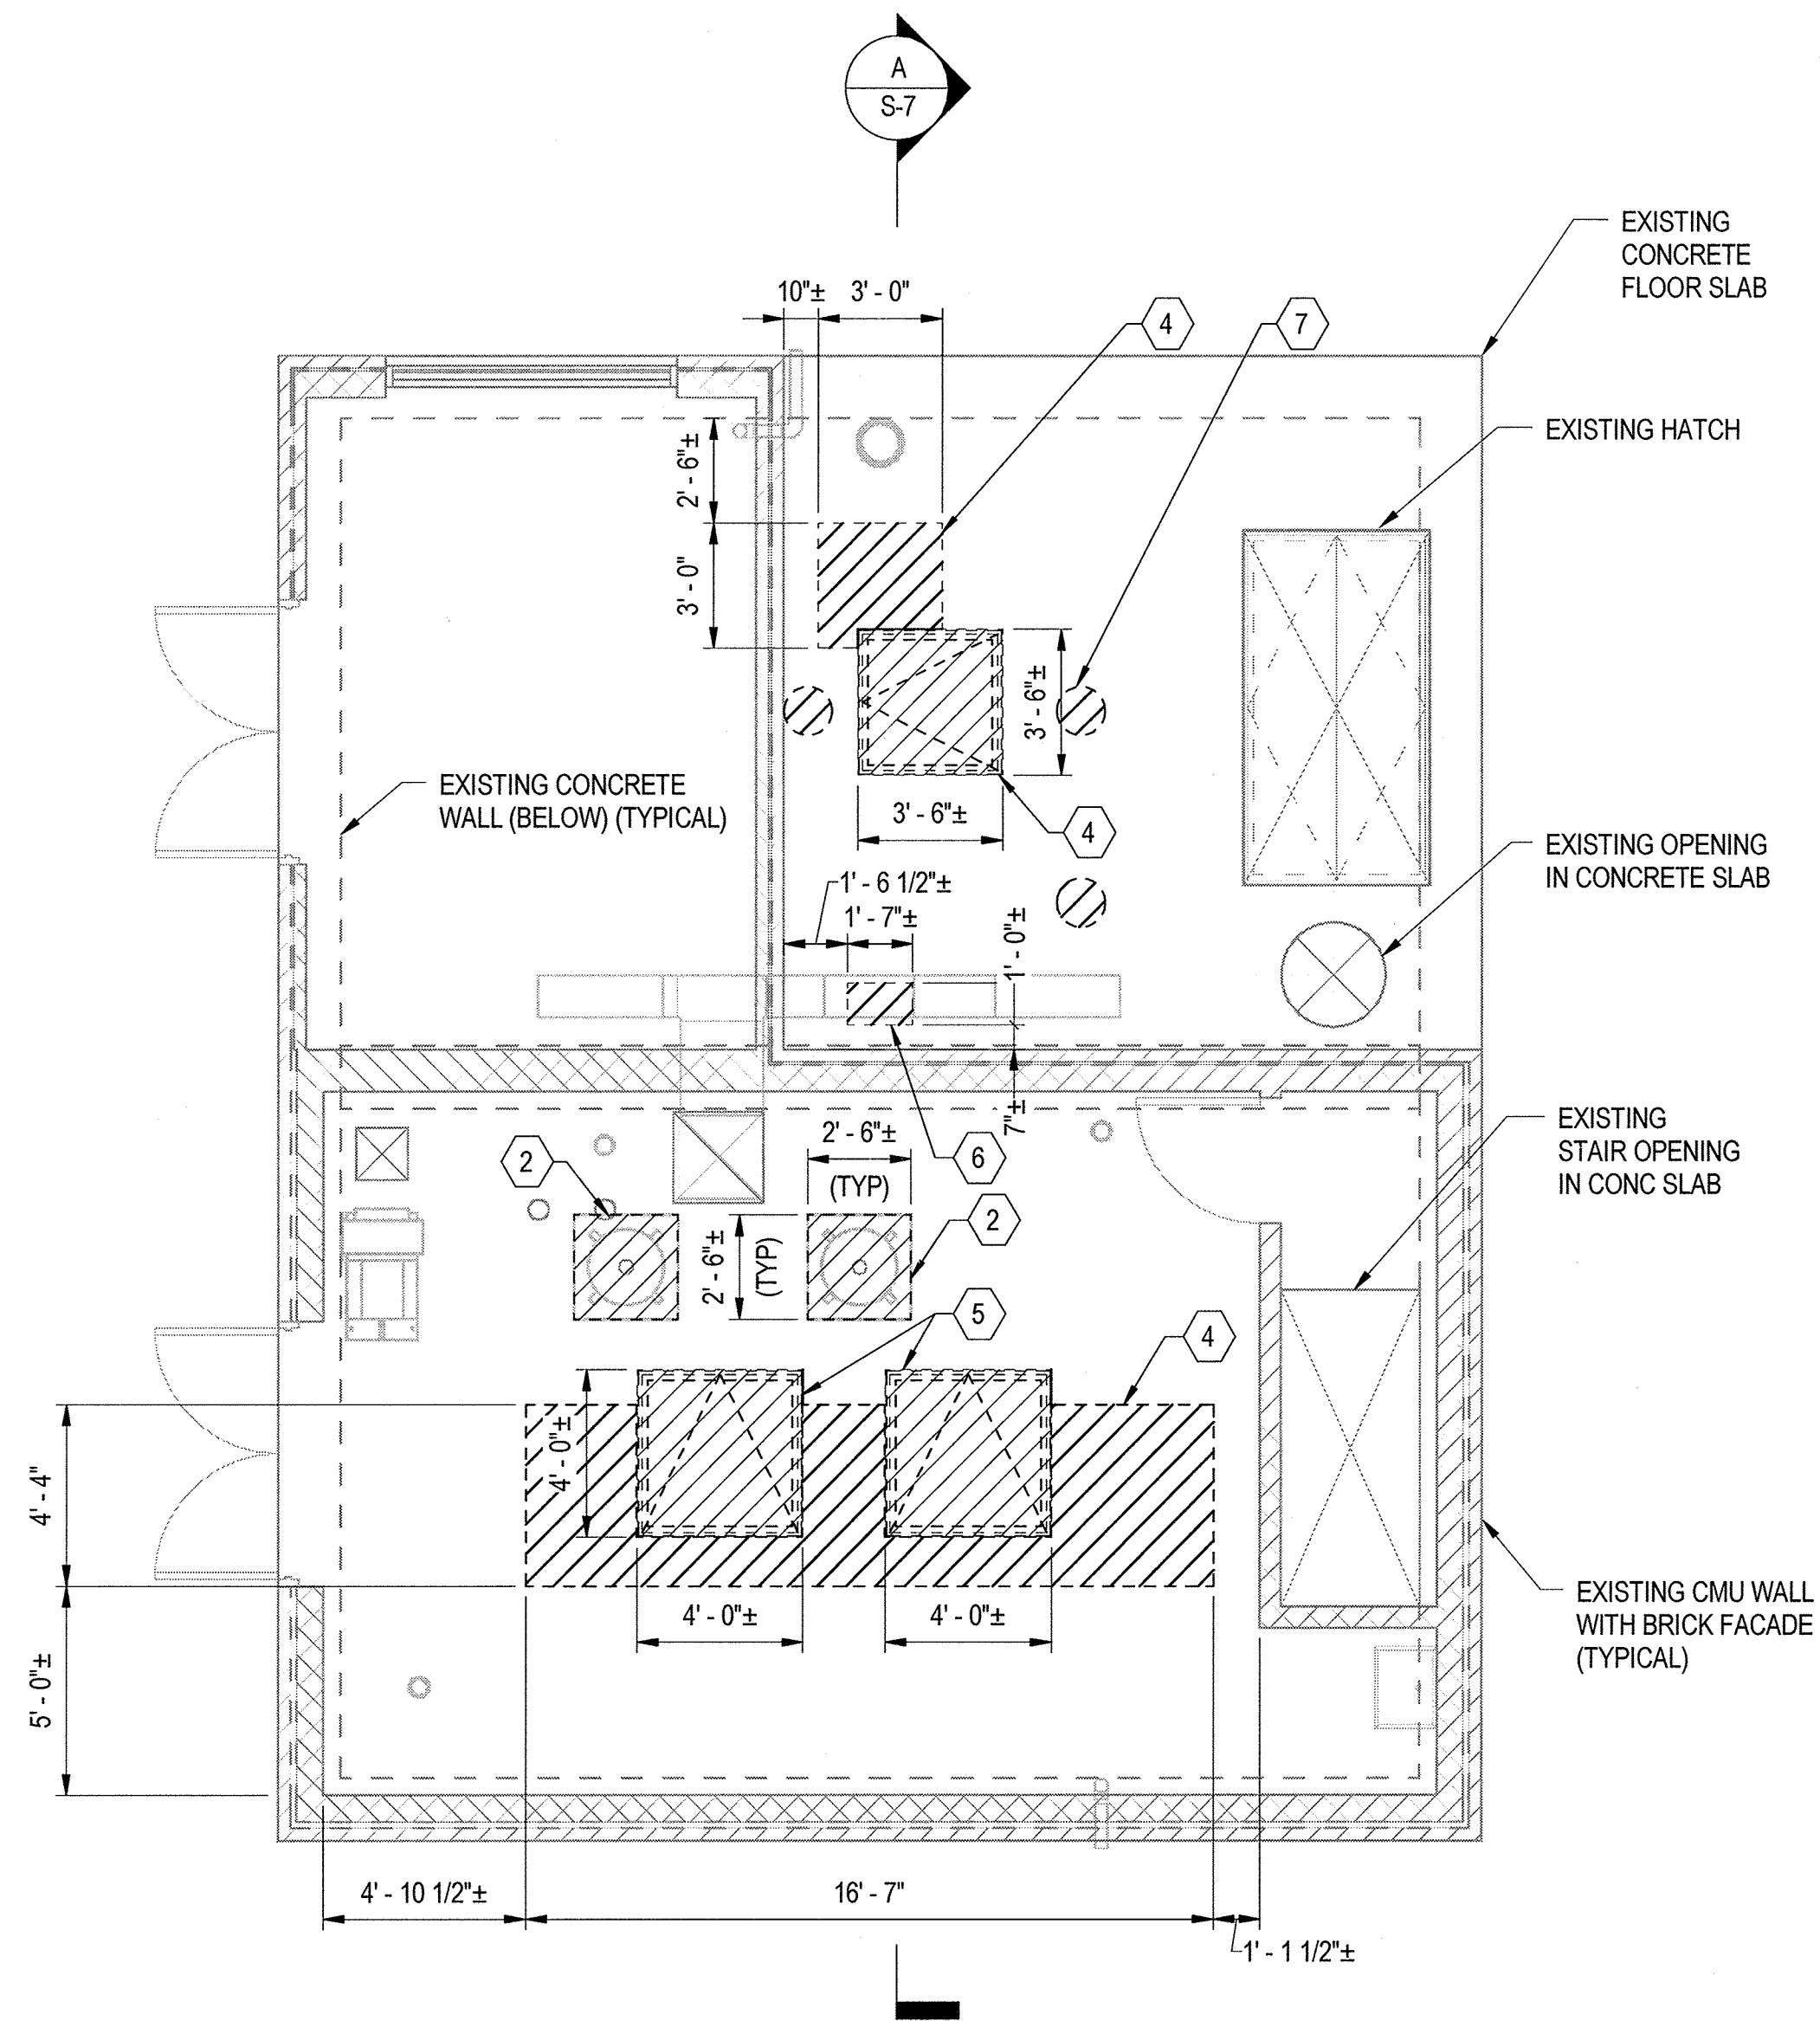 A
S-7
EXISTING
CONCRETE
FLOOR SLAB
10"±
3' - 0"
4
7
EXISTING HATCH
2' - 6"±
3' - 0"
3' - 6"±
EXISTING CONCRETE
WALL (BELOW) (TYPICAL)
3' - 6"±
4
EXISTING OPENING
IN CONCRETE SLAB
1' - 6 1/2"±
1' - 7"±
1' - 0"±
7"±
EXISTING
STAIR OPENING
IN CONC SLAB
2
2' - 6"±
(TYP)
6
2' - 6"±
(TYP)
2
5
4
4' - 0"±
4' - 4"
4' - 0"±
4' - 0"±
EXISTING CMU WALL
WITH BRICK FACADE
(TYPICAL)
5' - 0"±
4' - 10 1/2"±
16' - 7"
1' - 1 1/2"±